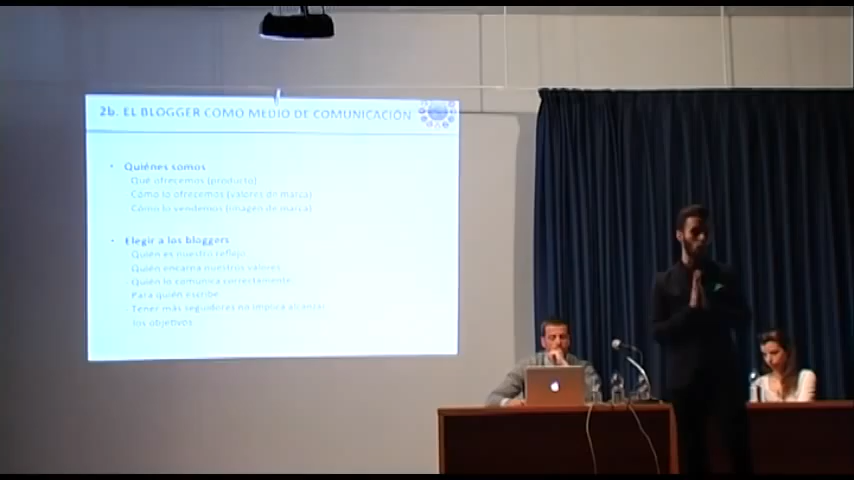 2b. EL BLOGGER COMO MEDIO DE COMUNICACIÓN
• Quiénes somos
Qué ofrecemos (producto)
Cómo lo ofrecemos (valores de marca)
Cómo lo vendemos (imagen de marca)
• Elegir a los bloggers
Quién es nuestro reflejo
Quién encarna nuestros valores
- Quién lo comunica correctamente
Para quién escribe
Tener más seguidores no implica alcanzar
los objetivos